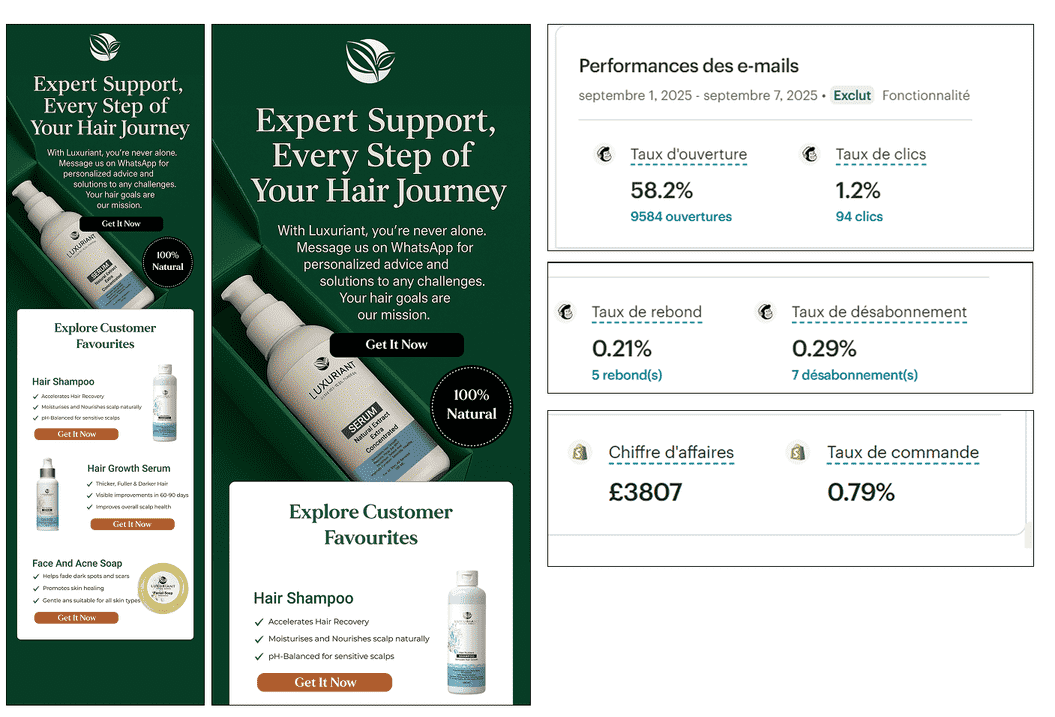 Expert Support,
Every Step of
Your Hair Journey
With Luxuriant, you're never alone.
Message us on WhatsApp for
personalized advice and
solutions to any challenges.
Your hair goals are
our mission.
Get It Now
LUXURIANT
SERUM
Natural Extract
Extra
Concentrated
100%
Natural
Explore Customer
Favourites
Hair Shampoo
Accelerates Hair Recovery
Moisturises and Nourishes scalp naturally
pH-Balanced for sensitive scalps
Get It Now
Hair Growth Serum
Thicker, Fuller & Darker Hair
Visible improvements in 60-90 days
Improves overall scalp health
Get It Now
Face And Acne Soap
Helps fade dark spots and scars
Promotes skin healing
Gentle ans suitable for all skin types
Get It Now
Expert Support,
Every Step of
Your Hair Journey
With Luxuriant, you're never alone.
Message us on WhatsApp for
personalized advice and
solutions to any challenges.
Your hair goals are
our mission.
Get It Now
LUXURIANT
SERUM
Natural Extract
Extra
Concentrated
100%
Natural
Explore Customer
Favourites
Hair Shampoo
Accelerates Hair Recovery
Moisturises and Nourishes scalp naturally
pH-Balanced for sensitive scalps
Get It Now
Performances des e-mails
septembre 1, 2025 - septembre 7, 2025 • Exclut Fonctionnalité
Taux d'ouverture Taux de clics
58.2% 1.2%
9584 ouvertures 94 clics
Taux de rebond Taux de désabonnement
0.21% 0.29%
5 rebond(s) 7 désabonnement(s)
Chiffre d'affaires Taux de commande
£3807 0.79%